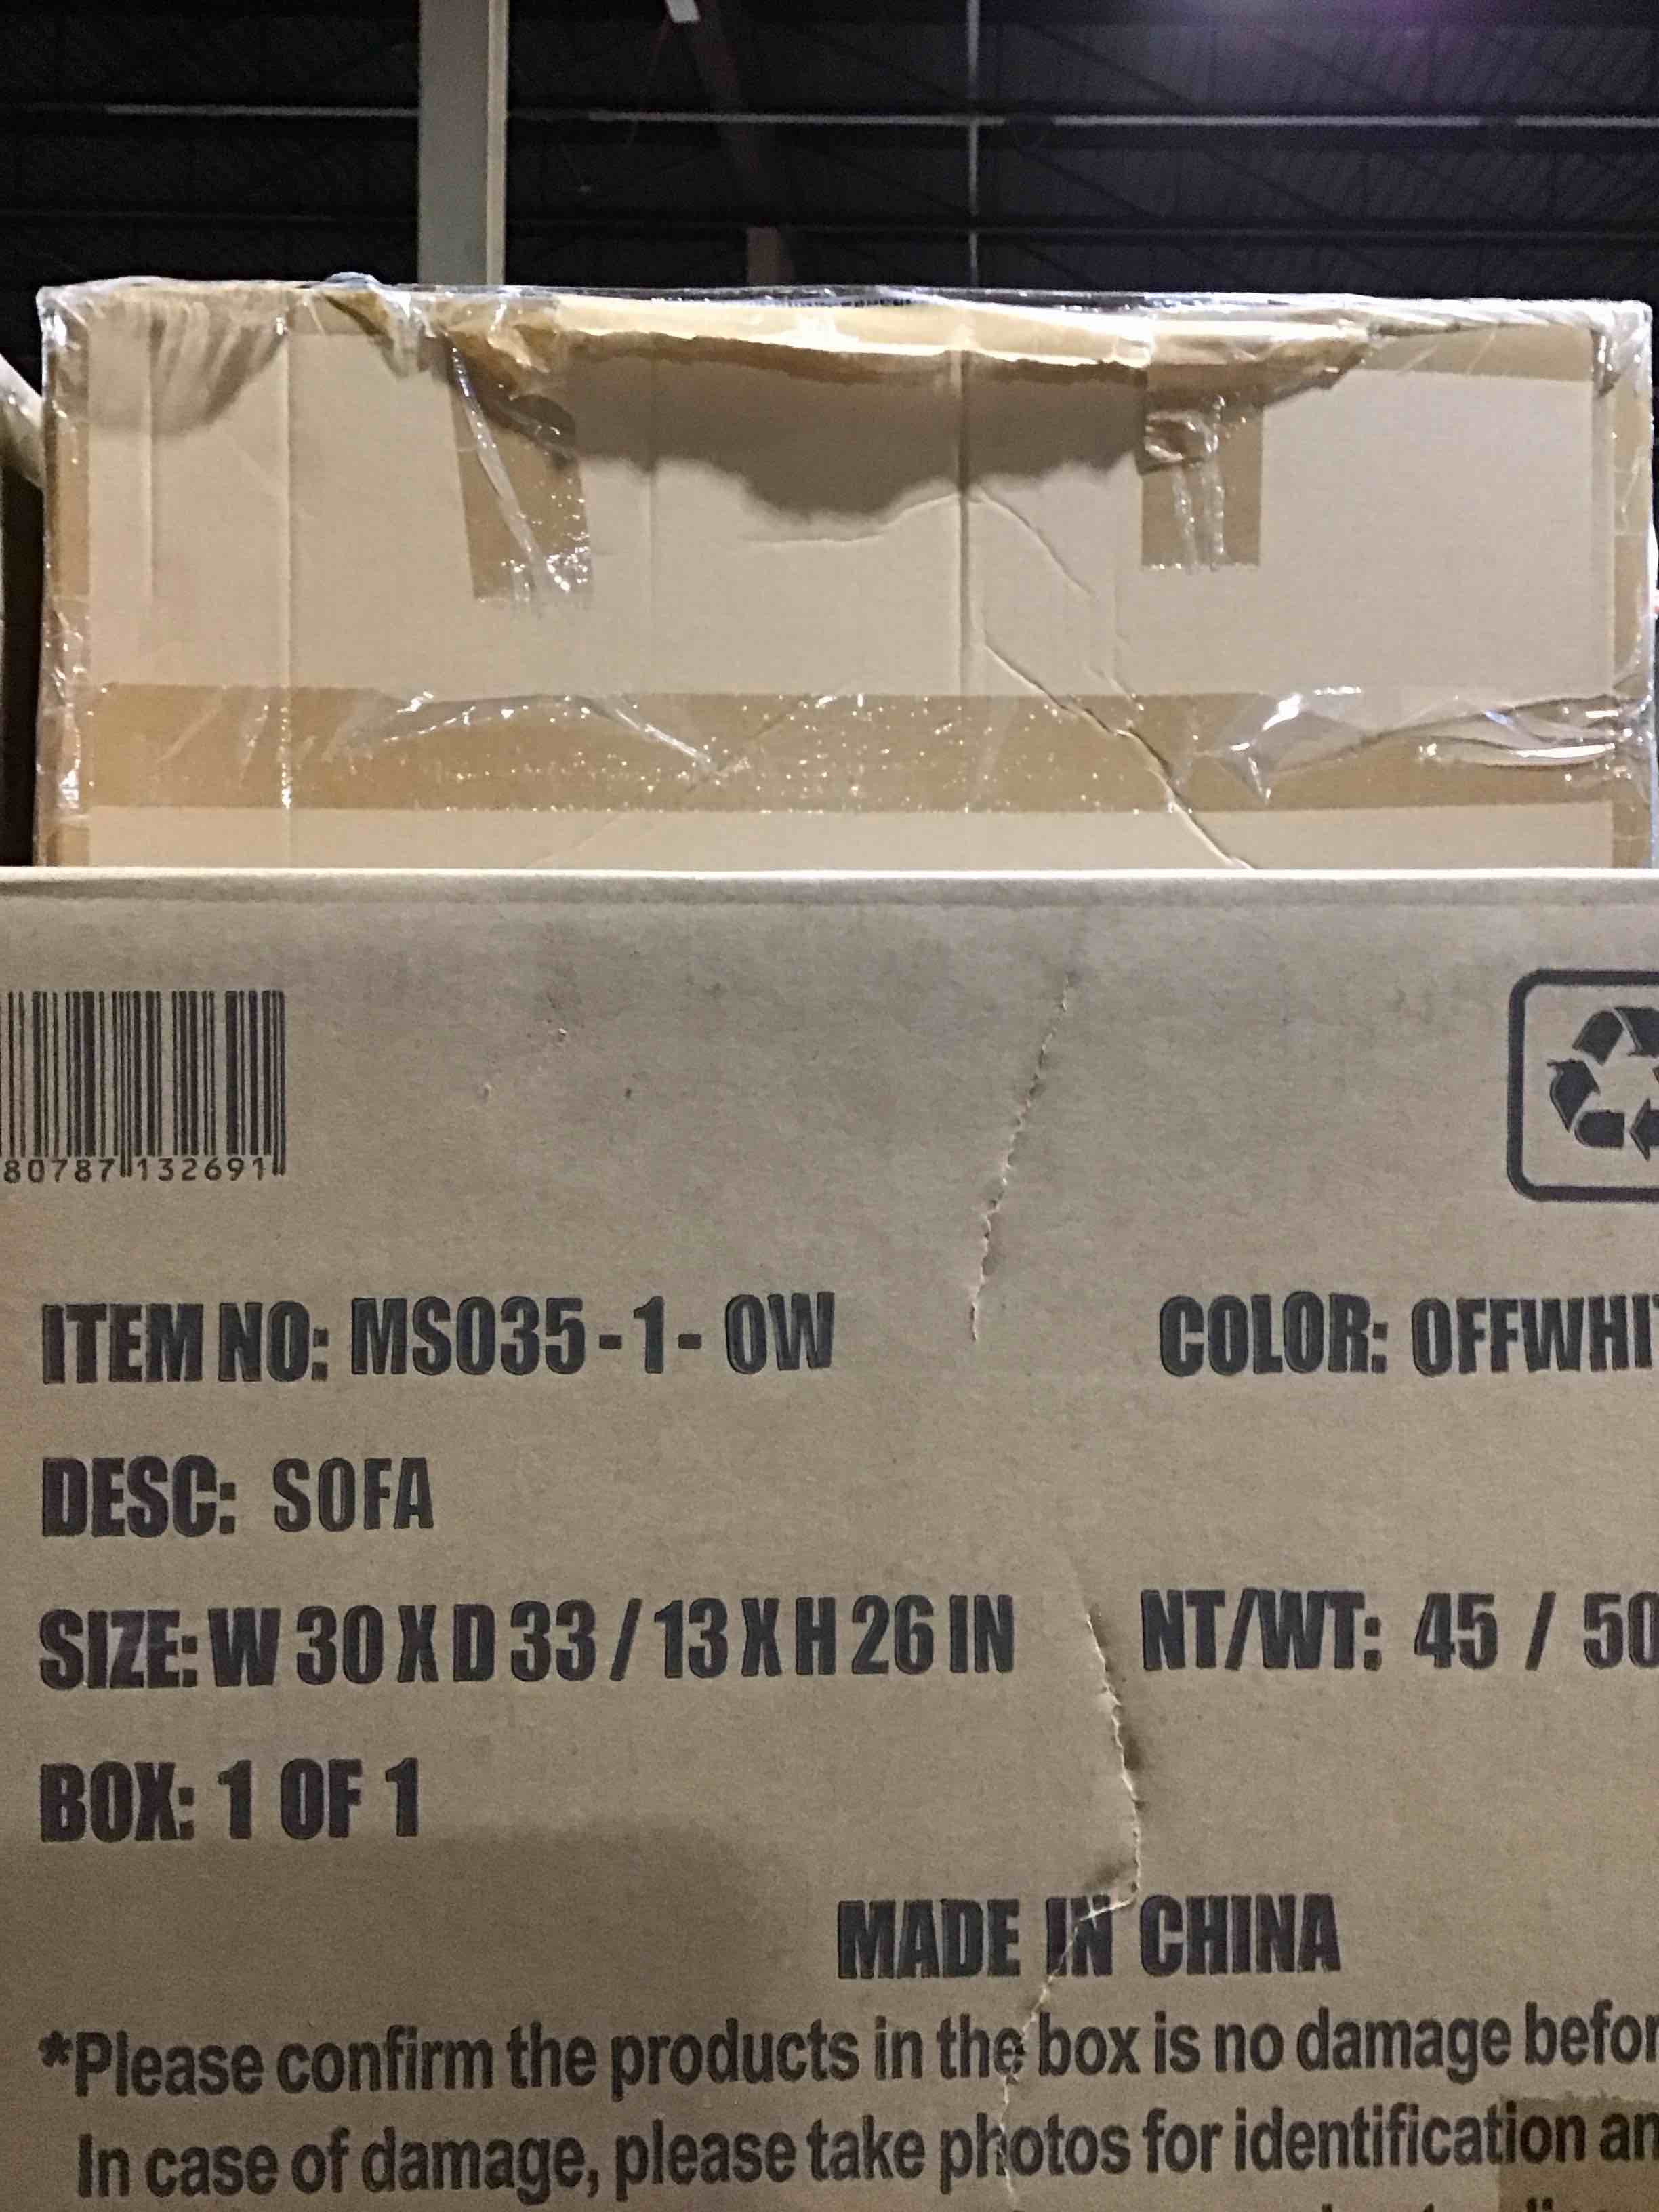 80787 132691
ITEM NO: MS035-1-OW
COLOR: OFFWHI
DESC: SOFA
SIZE: W 30 X D 33 / 13 X H 26 IN
NT/WT: 45 / 50
BOX: 1 OF 1
MADE IN CHINA
*Please confirm the products in the box is no damage befor
In case of damage, please take photos for identification an